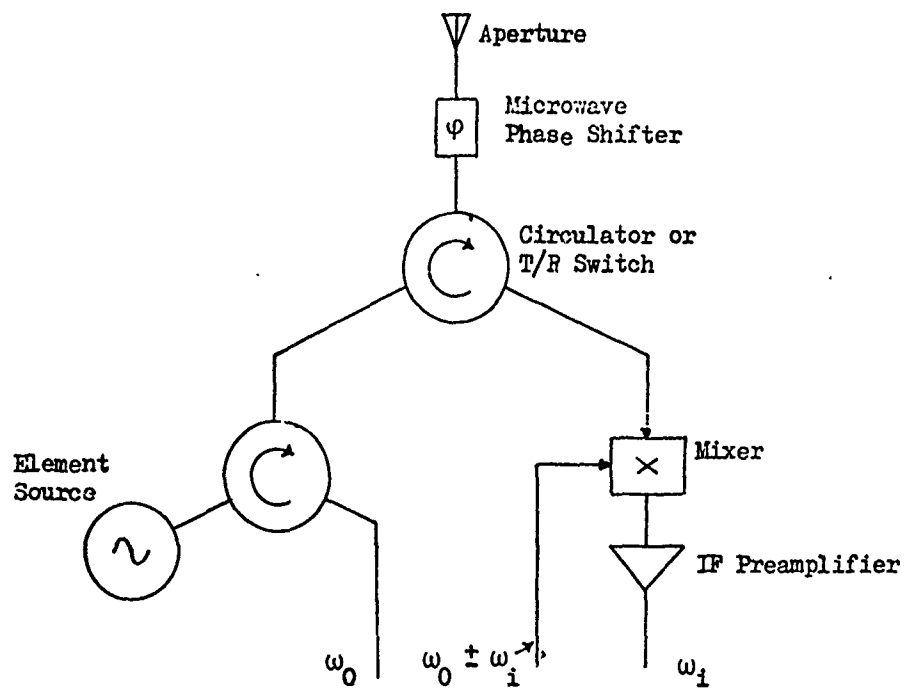 Aperture
Microwave
Phase Shifter
φ
Circulator or
T/R Switch
Element
Source
Mixer
×
IF Preamplifier
ω₀
ω₀ ± ωᵢ
ωᵢ